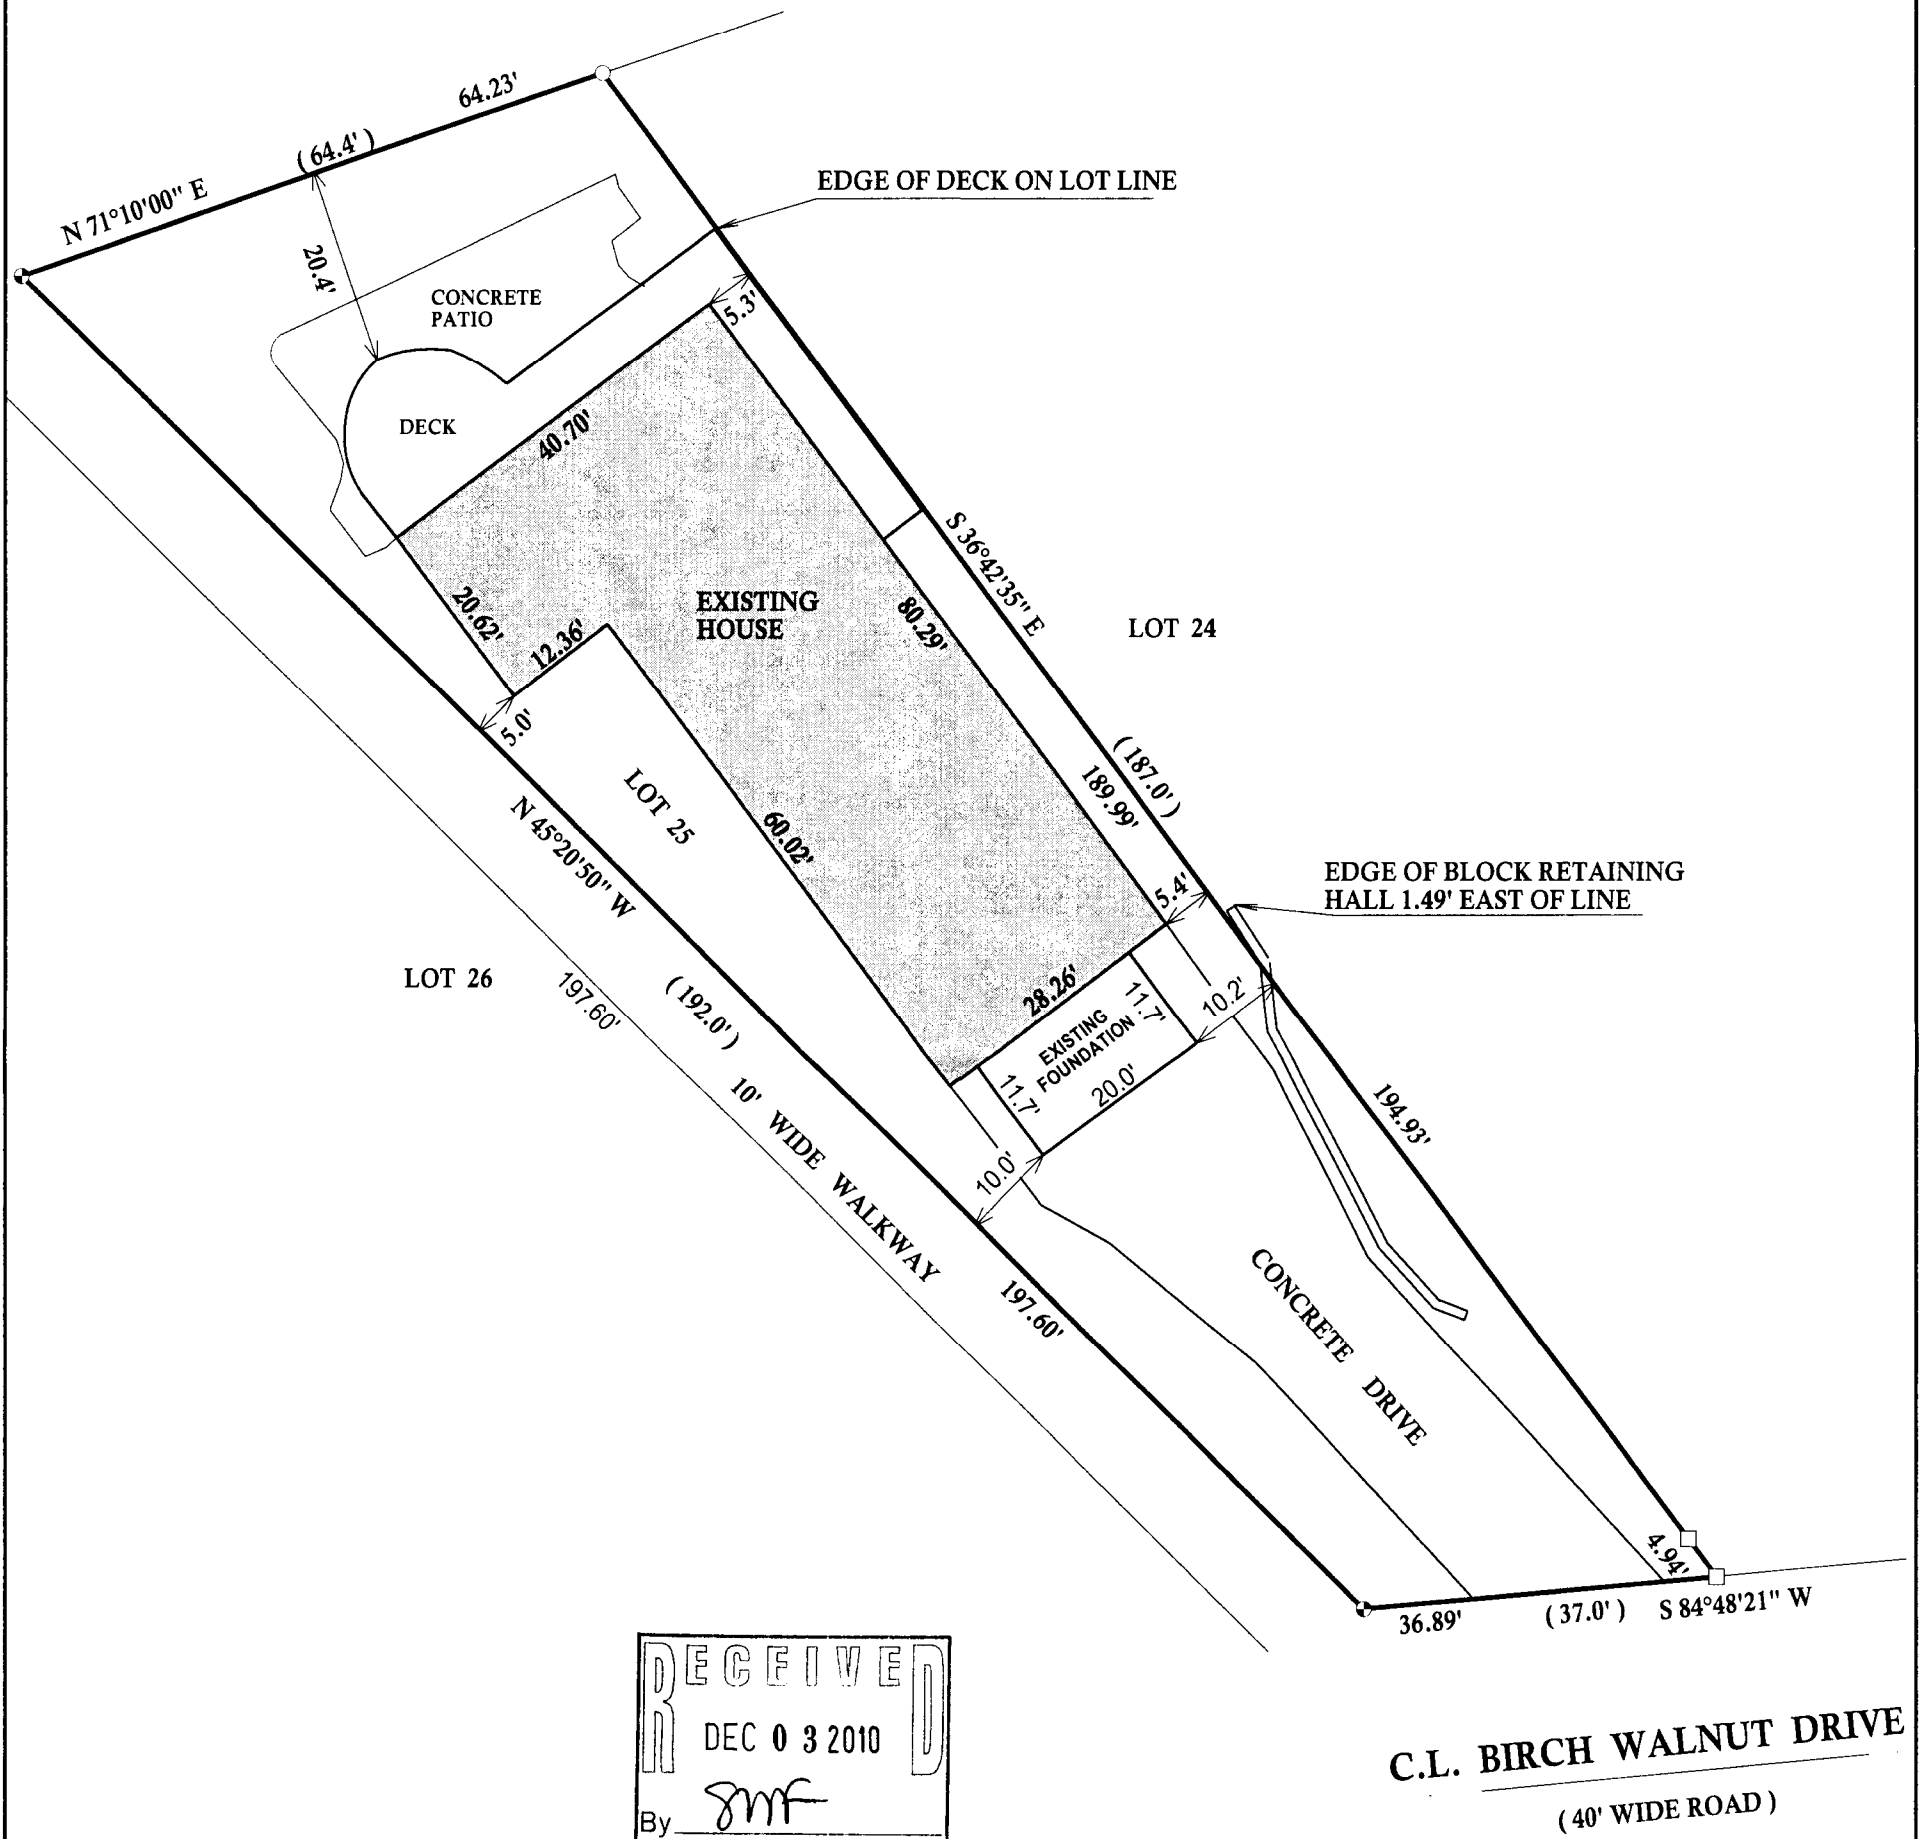 64.23'
( 64.4' )
N 71°10'00" E
EDGE OF DECK ON LOT LINE
20.4'
CONCRETE
PATIO
5.3'
DECK
40.70'
S 36°42'35" E
EXISTING
HOUSE
20.62'
12.36'
80.29'
LOT 24
5.0'
LOT 25
( 187.0' )
189.99'
60.02'
N 45°20'50" W
EDGE OF BLOCK RETAINING
HALL 1.49' EAST OF LINE
5.4'
LOT 26
197.60'
( 192.0' )
28.26'
11.7'
10.2'
EXISTING
FOUNDATION
11.7'
20.0'
10' WIDE WALKWAY
194.93'
10.0'
197.60'
CONCRETE DRIVE
4.94'
36.89'
( 37.0' )
S 84°48'21" W
RECEIVED
DEC 0 3 2010
By SMF
C.L. BIRCH WALNUT DRIVE
( 40' WIDE ROAD )